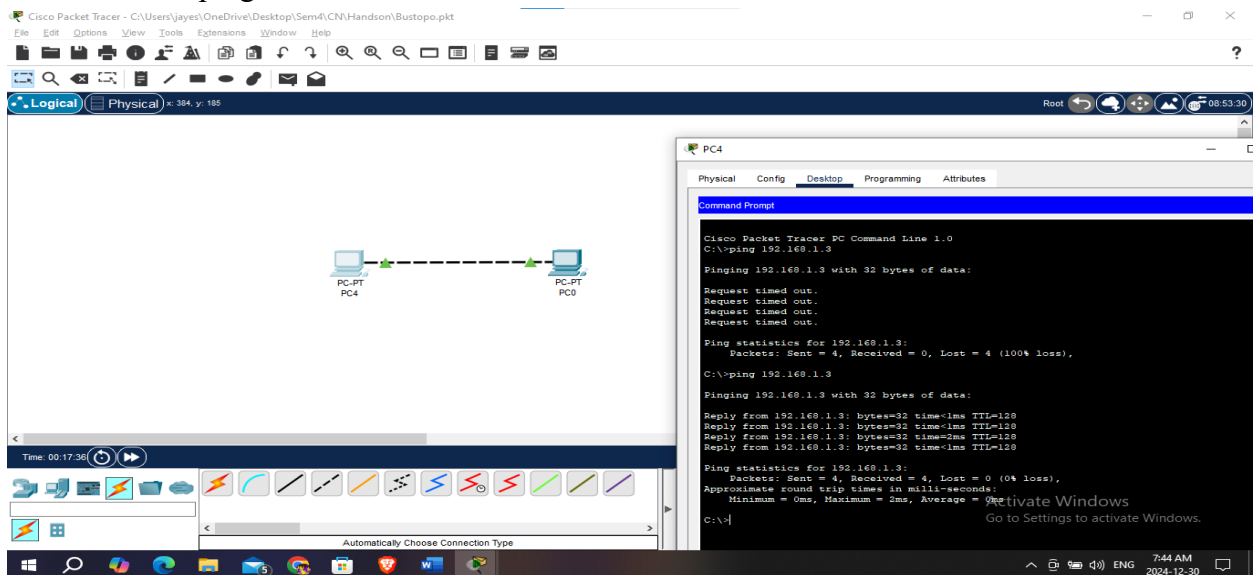 Cisco Packet Tracer - C:\Users\jayes\OneDrive\Desktop\Sem4\CN\Handson\Bustopo.pkt
File Edit Options View Tools Extensions Window Help
?
Logical Physical x: 384, y: 185
Root 08:53:30
PC4
Physical Config Desktop Programming Attributes
Command Prompt
Cisco Packet Tracer PC Command Line 1.0
C:\>ping 192.168.1.3
Pinging 192.168.1.3 with 32 bytes of data:
Request timed out.
Request timed out.
Request timed out.
Request timed out.
Ping statistics for 192.168.1.3:
Packets: Sent = 4, Received = 0, Lost = 4 (100% loss),
C:\>ping 192.168.1.3
Pinging 192.168.1.3 with 32 bytes of data:
Reply from 192.168.1.3: bytes=32 time<1ms TTL=128
Reply from 192.168.1.3: bytes=32 time<1ms TTL=128
Reply from 192.168.1.3: bytes=32 time=2ms TTL=128
Reply from 192.168.1.3: bytes=32 time<1ms TTL=128
Ping statistics for 192.168.1.3:
Packets: Sent = 4, Received = 4, Lost = 0 (0% loss),
Approximate round trip times in milli-seconds:
Minimum = 0ms, Maximum = 2ms, Average = 0ms
C:\>
PC-PT
PC4
PC-PT
PC0
Time: 00:17:36
Automatically Choose Connection Type
Activate Windows
Go to Settings to activate Windows.
ENG
7:44 AM
2024-12-30